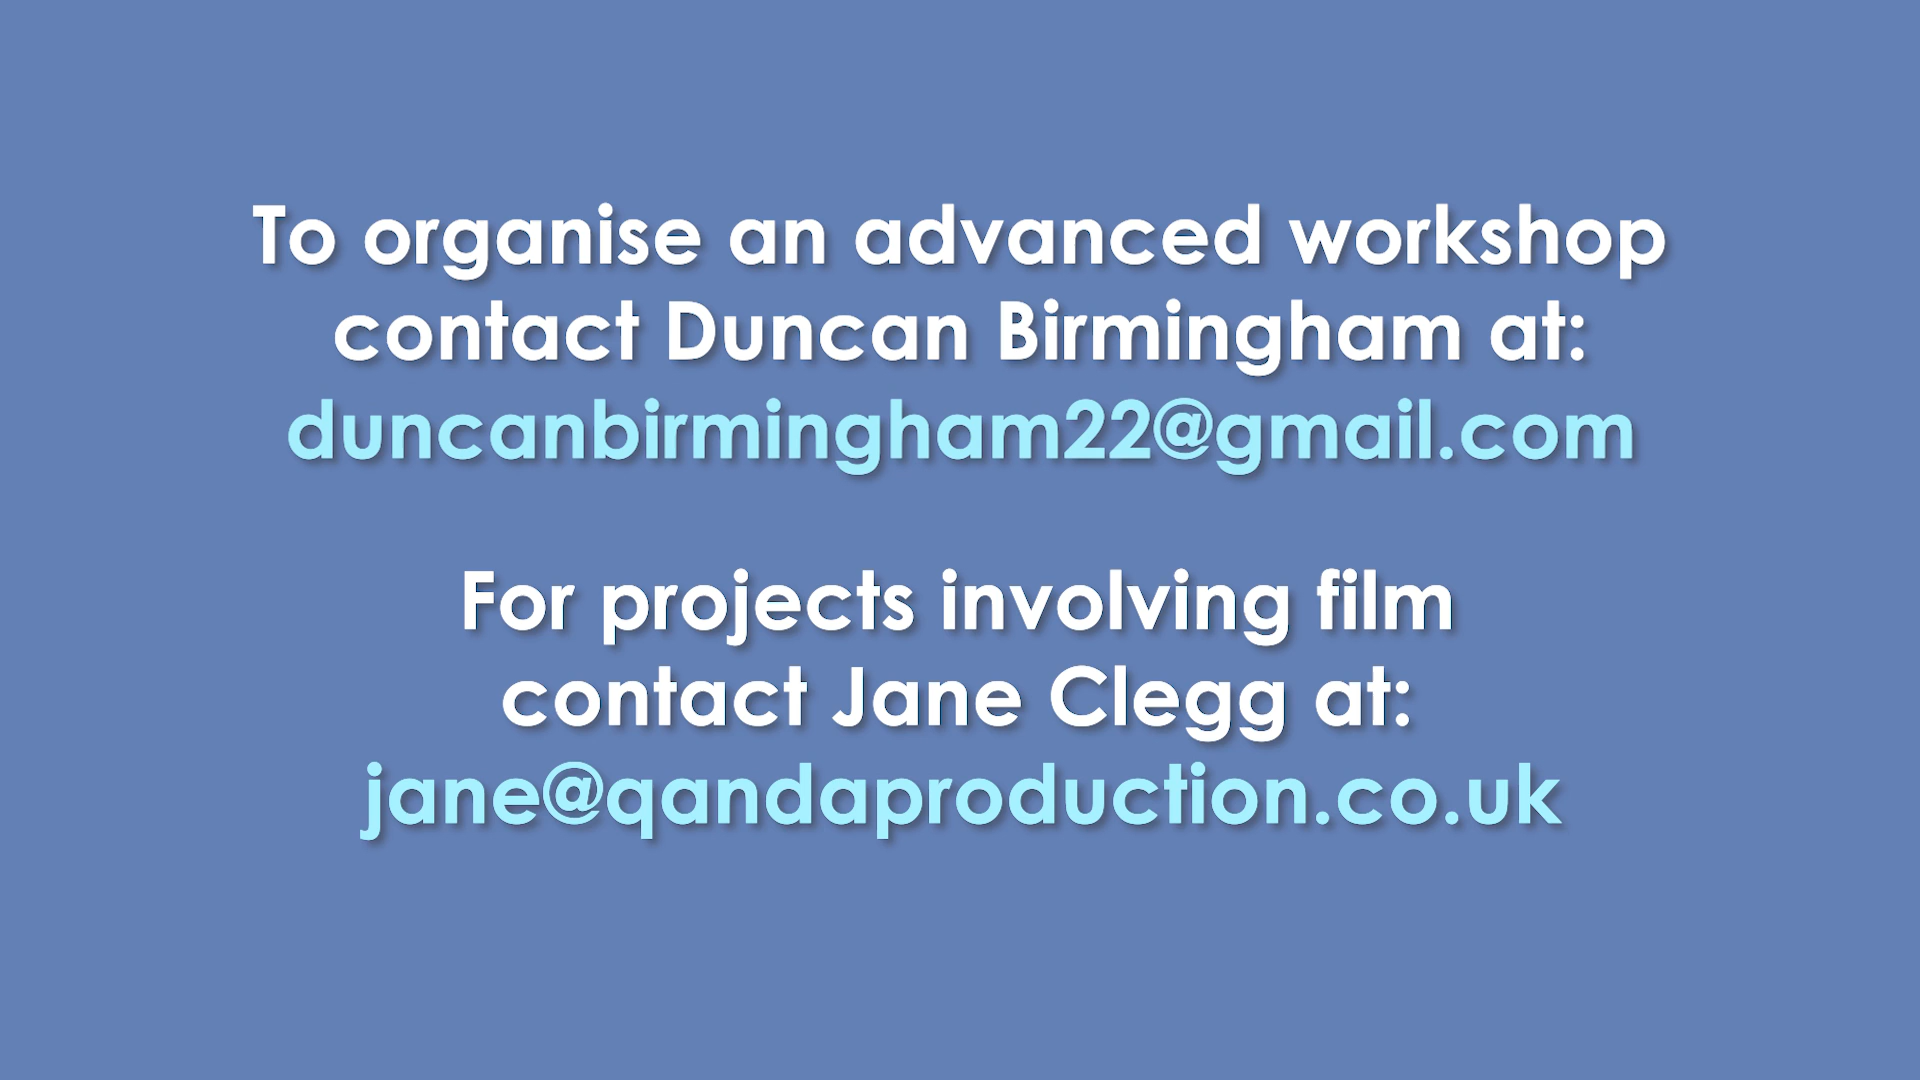 To organise an advanced workshop
contact Duncan Birmingham at:
duncanbirmingham22@gmail.com
For projects involving film
contact Jane Clegg at:
jane@qandaproduction.co.uk